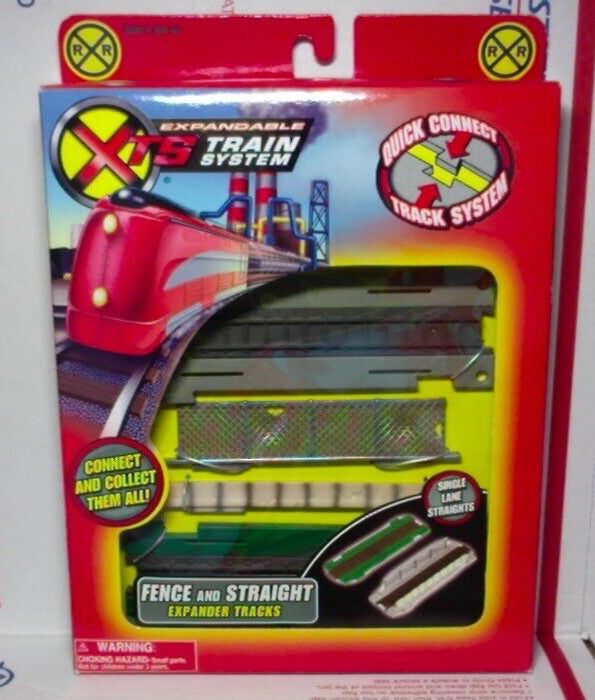 R R
R R
EXPANDABLE
XTS TRAIN
SYSTEM
QUICK CONNECT
TRACK SYSTEM
CONNECT
AND COLLECT
THEM ALL!
SINGLE
LANE
STRAIGHTS
FENCE AND STRAIGHT
EXPANDER TRACKS
WARNING:
CHOKING HAZARD-Small parts.
Not for children under 3 years.